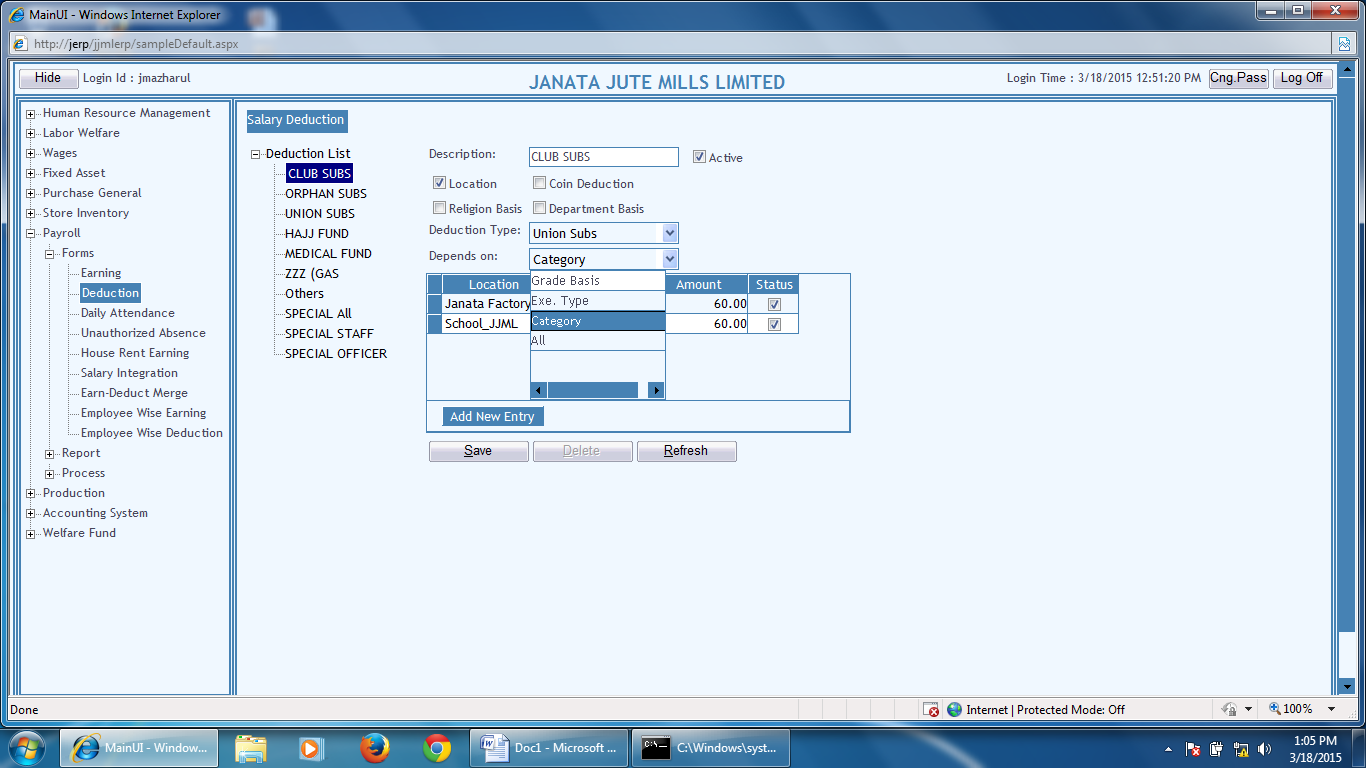 MainUI - Windows Internet Explorer
http://jerp/jjmlerp/sampleDefault.aspx
Hide Login Id : jmazharul JANATA JUTE MILLS LIMITED Login Time : 3/18/2015 12:51:20 PM Cng.Pass Log Off
Human Resource Management
Labor Welfare
Wages
Fixed Asset
Purchase General
Store Inventory
Payroll
Forms
Earning
Deduction
Daily Attendance
Unauthorized Absence
House Rent Earning
Salary Integration
Earn-Deduct Merge
Employee Wise Earning
Employee Wise Deduction
Report
Process
Production
Accounting System
Welfare Fund
Salary Deduction
Deduction List
CLUB SUBS
ORPHAN SUBS
UNION SUBS
HAJJ FUND
MEDICAL FUND
ZZZ (GAS
Others
SPECIAL All
SPECIAL STAFF
SPECIAL OFFICER
Description: CLUB SUBS Active
Location Coin Deduction
Religion Basis Department Basis
Deduction Type: Union Subs
Depends on: Category
Grade Basis
Exe. Type
Category
All
Location Amount Status
Janata Factory 60.00
School_JJML 60.00
Add New Entry
Save Delete Refresh
Done Internet | Protected Mode: Off 100%
MainUI - Window... Doc1 - Microsoft ... C:\Windows\syst... 1:05 PM
3/18/2015